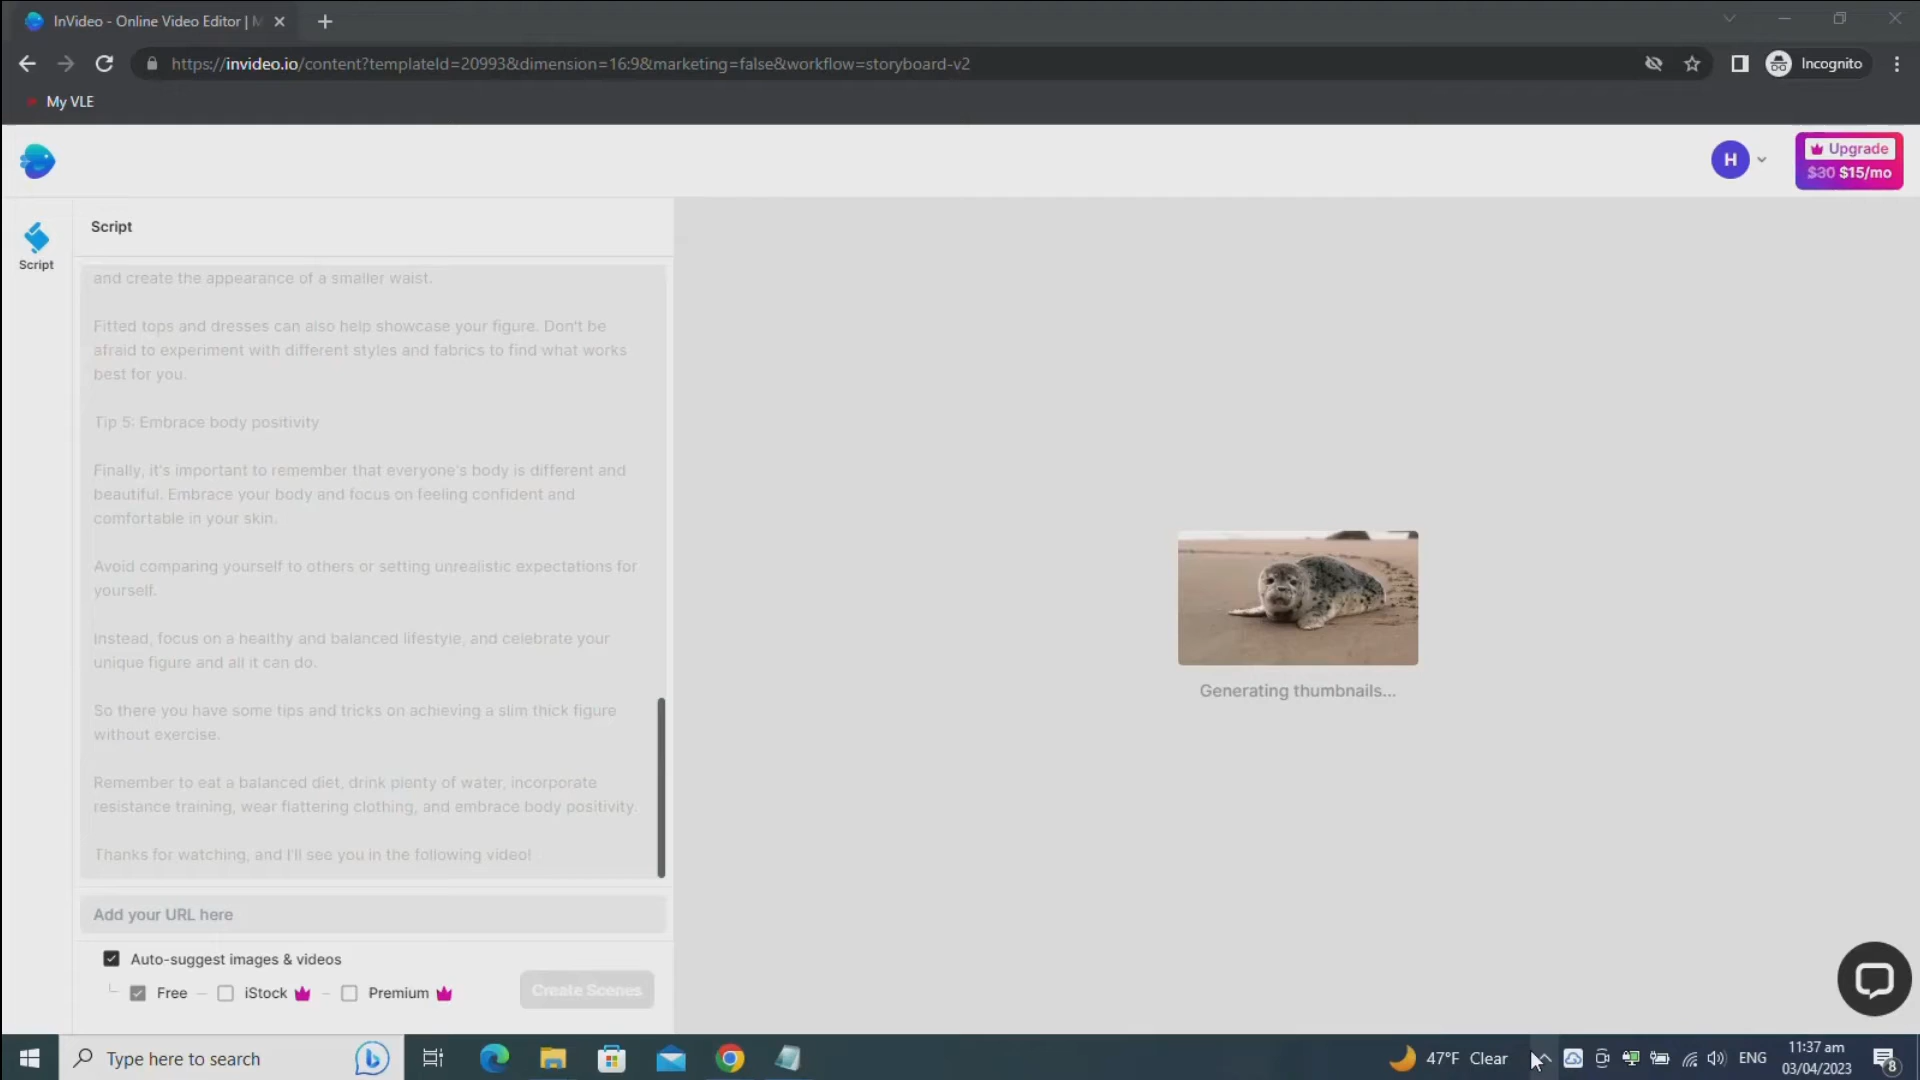 InVideo - Online Video Editor | M
https://invideo.io/content?templateId=20993&dimension=16:9&marketing=false&workflow=storyboard-v2
Incognito
My VLE
H
Upgrade
$30 $15/mo
Script
Script
and create the appearance of a smaller waist.
Fitted tops and dresses can also help showcase your figure. Don't be
afraid to experiment with different styles and fabrics to find what works
best for you.
Tip 5: Embrace body positivity
Finally, it's important to remember that everyone's body is different and
beautiful. Embrace your body and focus on feeling confident and
comfortable in your skin.
Avoid comparing yourself to others or setting unrealistic expectations for
yourself.
Instead, focus on a healthy and balanced lifestyle, and celebrate your
unique figure and all it can do.
So there you have some tips and tricks on achieving a slim thick figure
without exercise.
Remember to eat a balanced diet, drink plenty of water, incorporate
resistance training, wear flattering clothing, and embrace body positivity.
Thanks for watching, and I'll see you in the following video!
Generating thumbnails...
Add your URL here
Auto-suggest images & videos
Free
iStock
Premium
Create Scenes
Type here to search
47°F Clear
ENG
11:37 am
03/04/2023
8